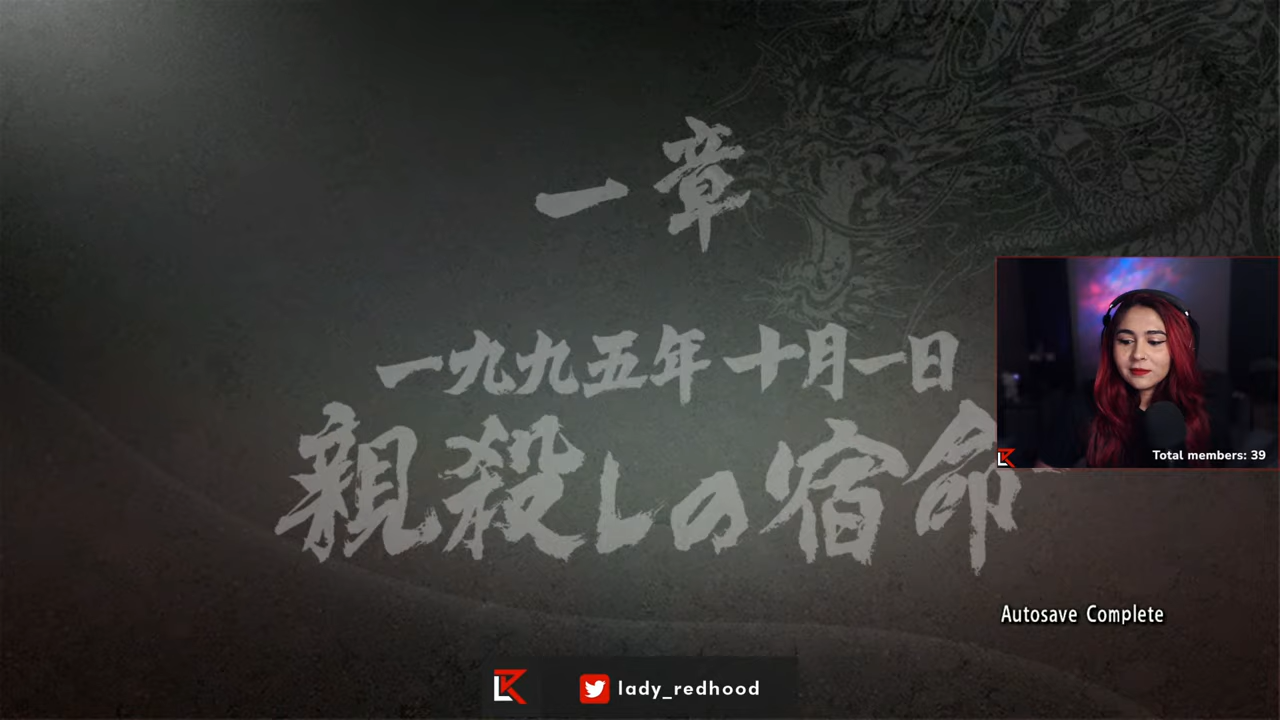 一章
一九九五年 十月一日
親殺しの宿命
Total members: 39
Autosave Complete
lady_redhood